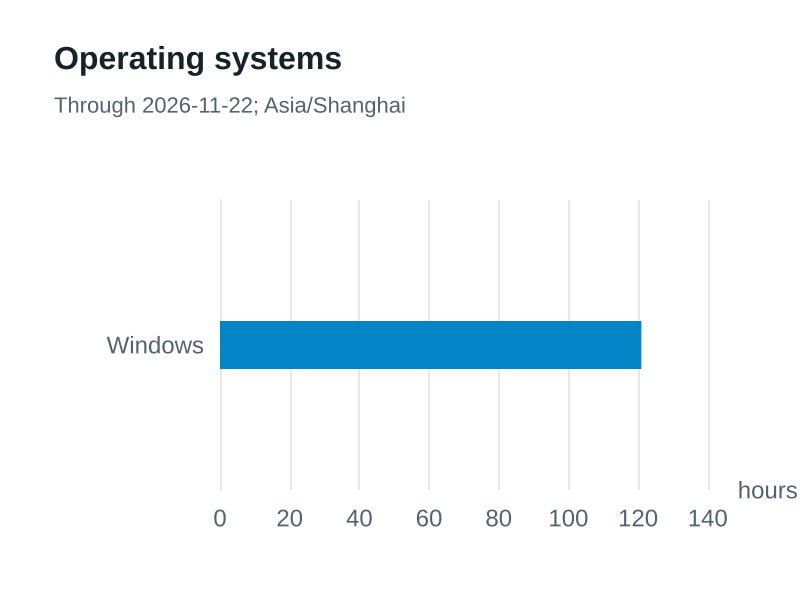 Operating systems
Through 2026-11-22; Asia/Shanghai
Windows
hours
0 20 40 60 80 100 120 140